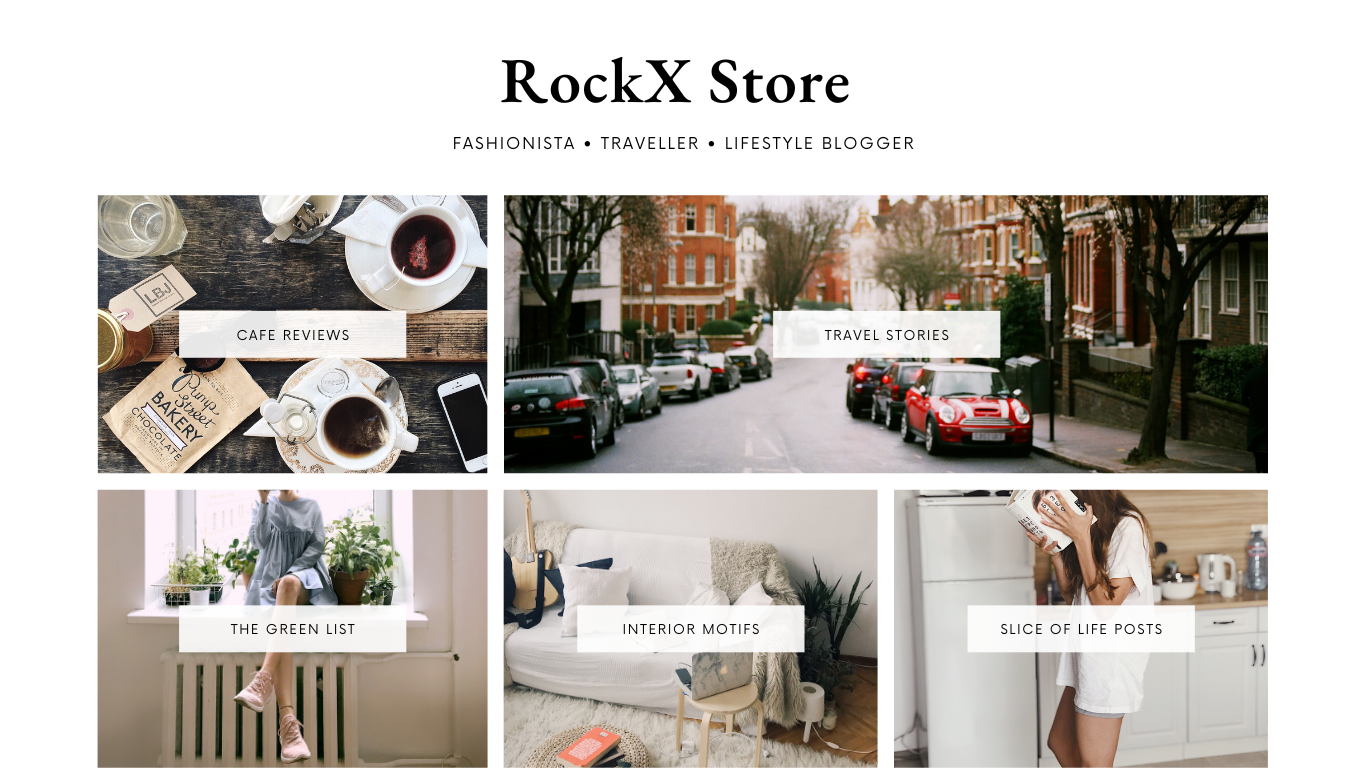 RockX Store
FASHIONISTA • TRAVELLER • LIFESTYLE BLOGGER
LBJ
CAFE REVIEWS
TRAVEL STORIES
Pump
Street
BAKERY
CHOCOLATE
THE GREEN LIST
INTERIOR MOTIFS
SLICE OF LIFE POSTS